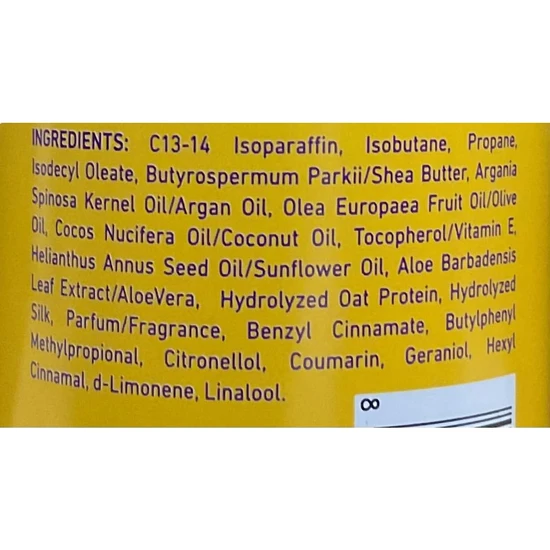 INGREDIENTS: C13-14 Isoparaffin, Isobutane, Propane,
Isodecyl Oleate, Butyrospermum Parkii/Shea Butter, Argania
Spinosa Kernel Oil/Argan Oil, Olea Europaea Fruit Oil/Olive
Oil, Cocos Nucifera Oil/Coconut Oil, Tocopherol/Vitamin E,
Helianthus Annus Seed Oil/Sunflower Oil, Aloe Barbadensis
Leaf Extract/AloeVera, Hydrolyzed Oat Protein, Hydrolyzed
Silk, Parfum/Fragrance, Benzyl Cinnamate, Butylphenyl
Methylpropional, Citronellol, Coumarin, Geraniol, Hexyl
Cinnamal, d-Limonene, Linalool.
8